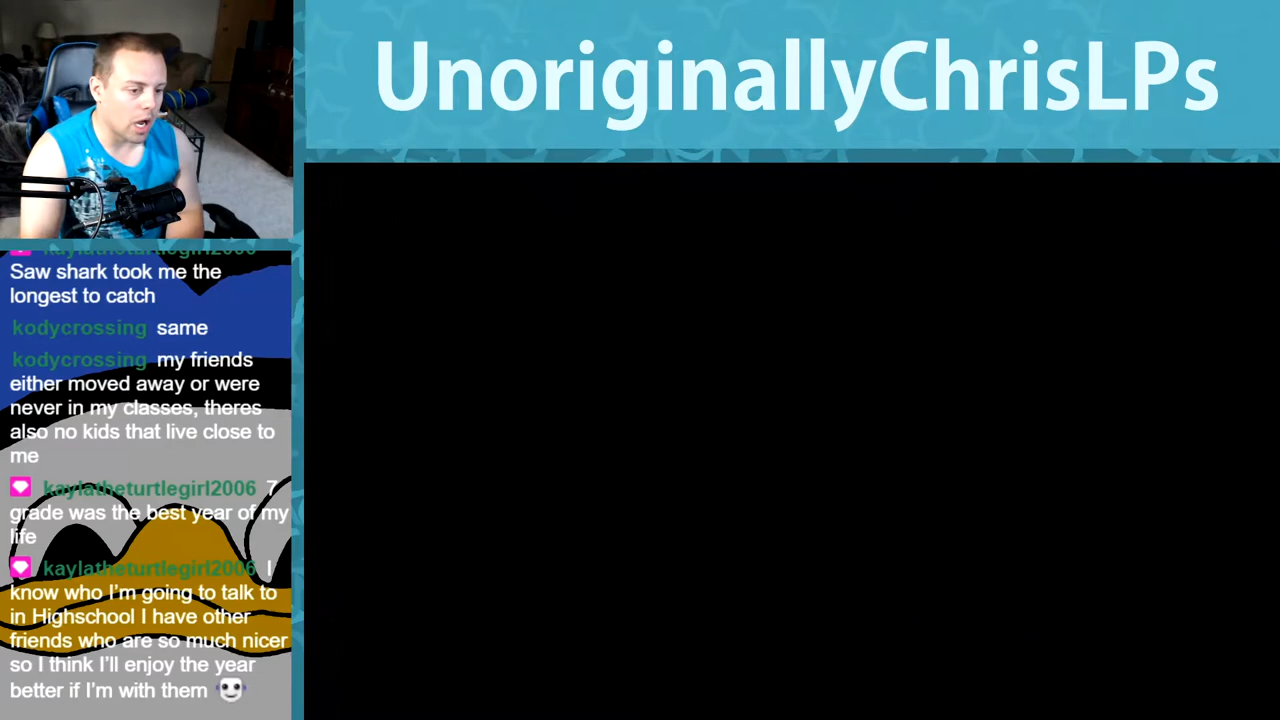 UnoriginallyChrisLPs
kaylatheturtlegirl2006
Saw shark took me the
longest to catch
kodycrossing same
kodycrossing my friends
either moved away or were
never in my classes, theres
also no kids that live close to
me
kaylatheturtlegirl2006 7
grade was the best year of my
life
kaylatheturtlegirl2006 I
know who I'm going to talk to
in Highschool I have other
friends who are so much nicer
so I think I'll enjoy the year
better if I'm with them